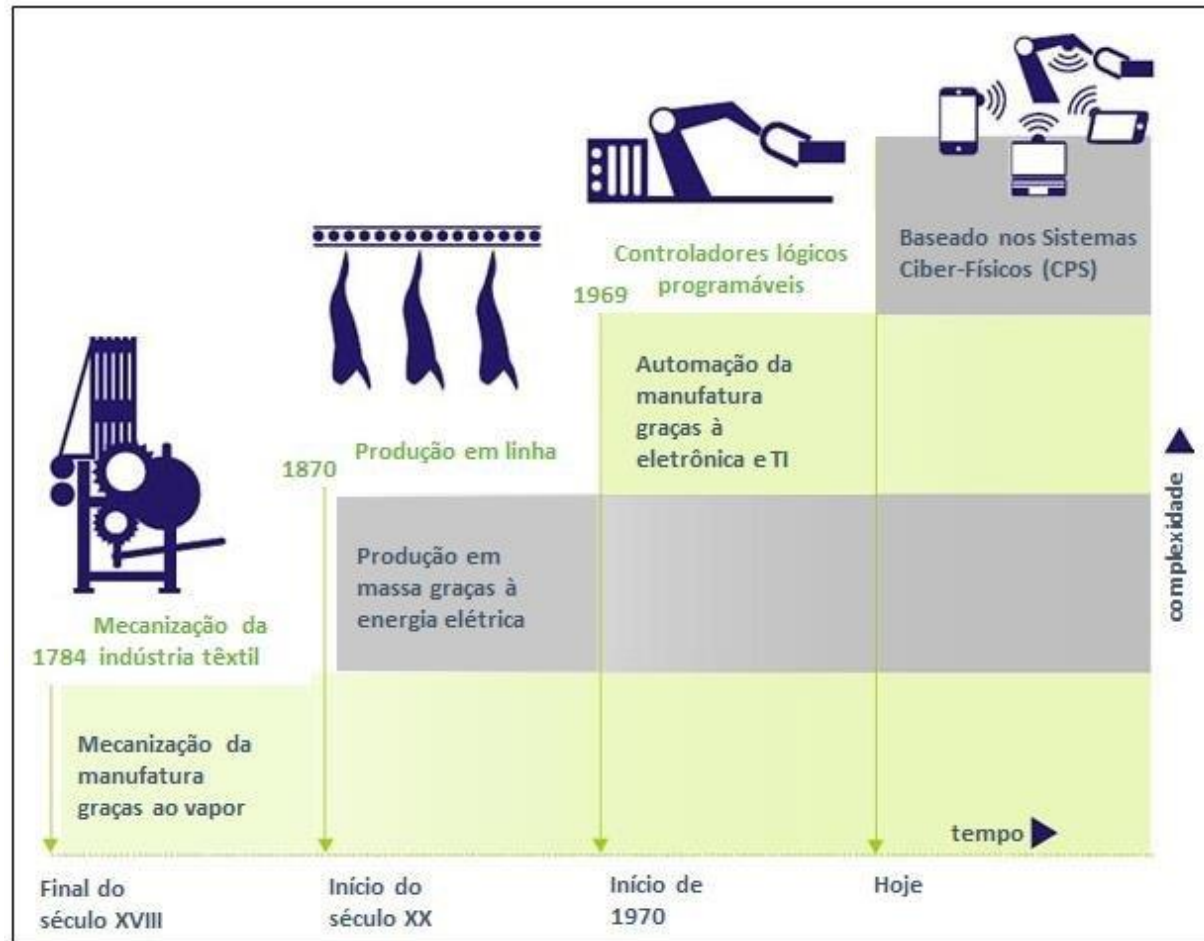 Baseado nos Sistemas
Ciber-Físicos (CPS)
Controladores lógicos
programáveis
1969
Automação da
manufatura
graças à
eletrônica e TI
Produção em linha
1870
Produção em
massa graças à
energia elétrica
complexidade
Mecanização da
1784 indústria têxtil
Mecanização da
manufatura
graças ao vapor
tempo
Final do
século XVIII
Início do
século XX
Início de
1970
Hoje